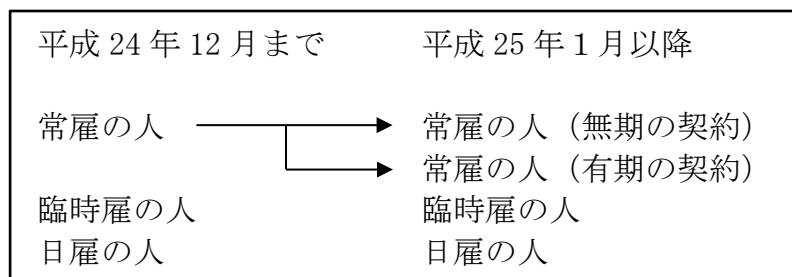 平成 24 年 12 月まで 平成 25 年１月以降
常雇の人 常雇の人（無期の契約）
常雇の人（有期の契約）
臨時雇の人 臨時雇の人
日雇の人 日雇の人